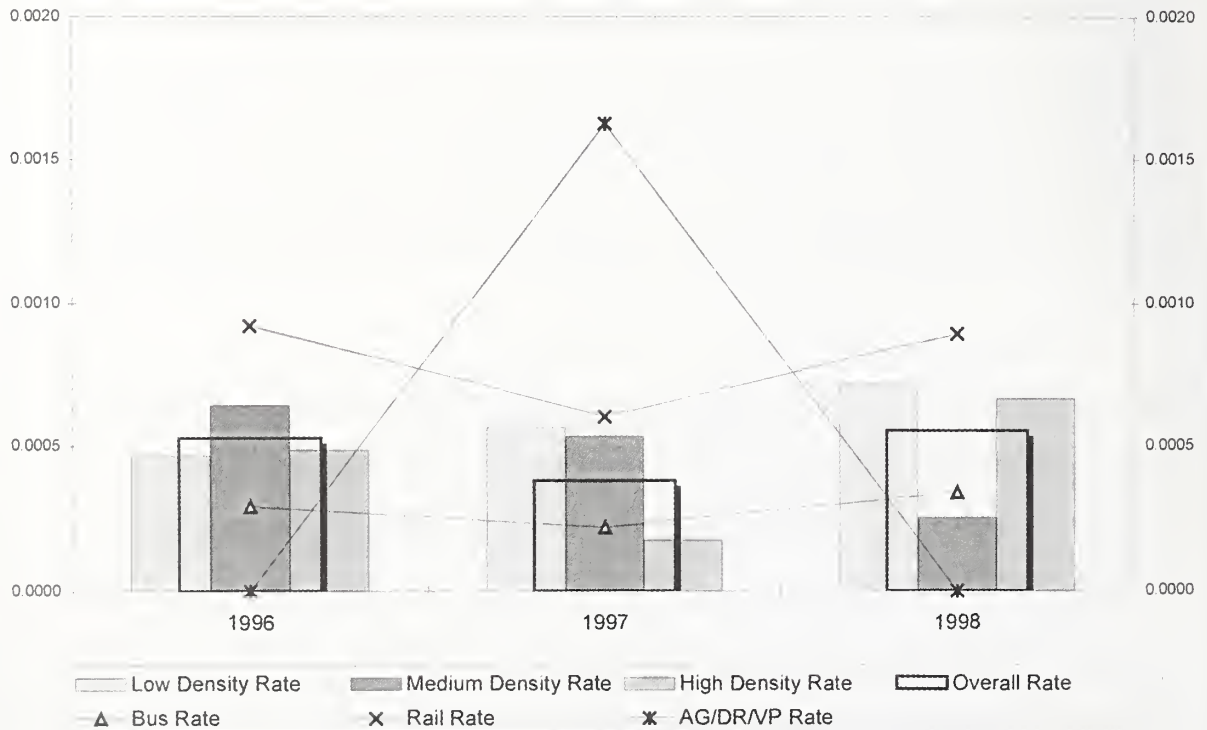 0.0020 0.0020
0.0015 0.0015
0.0010 0.0010
0.0005 0.0005
0.0000 0.0000
1996 1997 1998
Low Density Rate Medium Density Rate High Density Rate Overall Rate
Bus Rate Rail Rate AG/DR/VP Rate